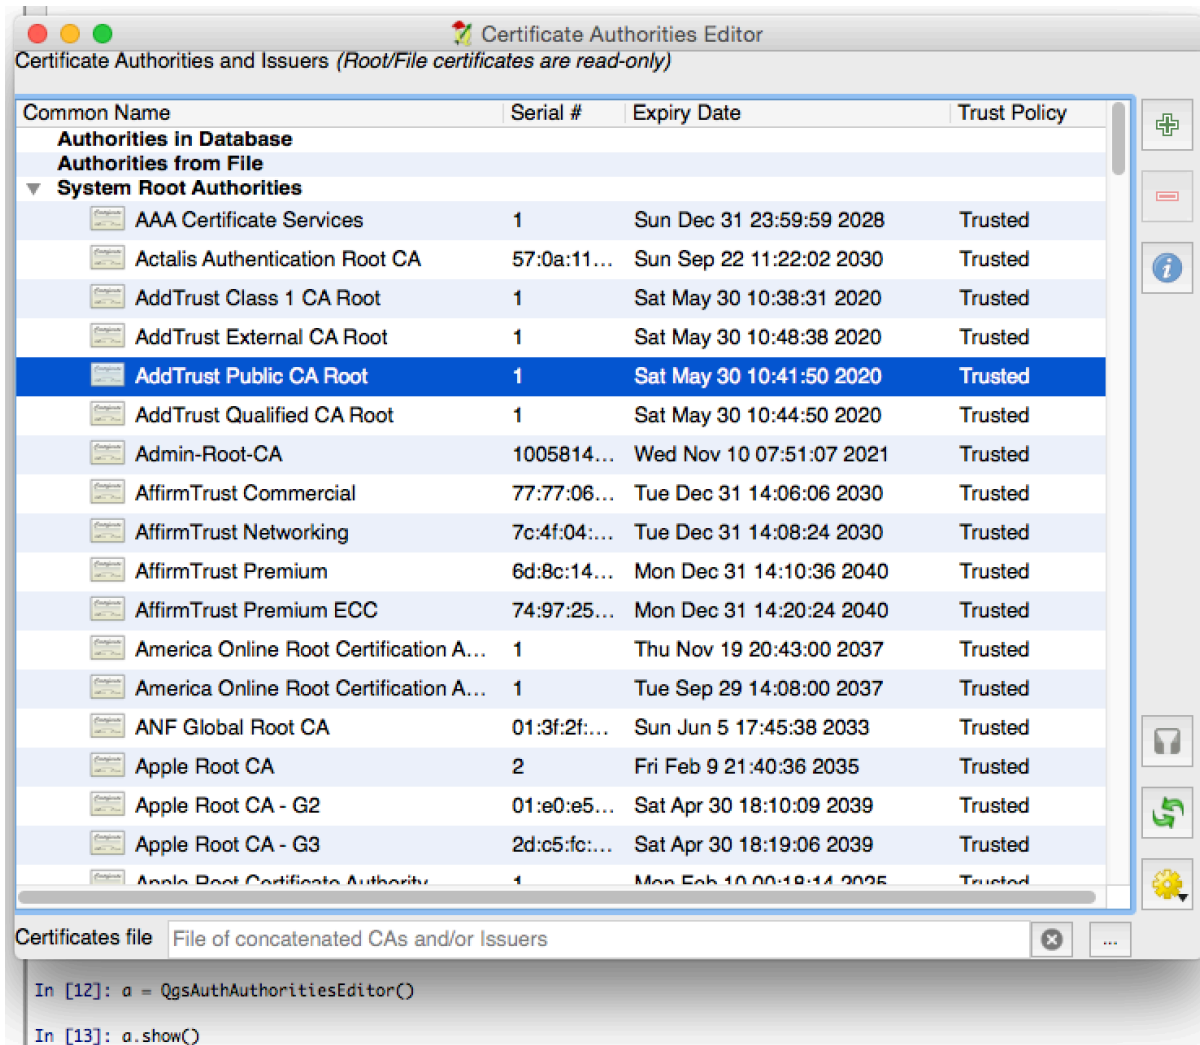 Certificate Authorities Editor
Certificate Authorities and Issuers (Root/File certificates are read-only)
Common Name Serial # Expiry Date Trust Policy
Authorities in Database
Authorities from File
System Root Authorities
AAA Certificate Services 1 Sun Dec 31 23:59:59 2028 Trusted
Actalis Authentication Root CA 57:0a:11... Sun Sep 22 11:22:02 2030 Trusted
AddTrust Class 1 CA Root 1 Sat May 30 10:38:31 2020 Trusted
AddTrust External CA Root 1 Sat May 30 10:48:38 2020 Trusted
AddTrust Public CA Root 1 Sat May 30 10:41:50 2020 Trusted
AddTrust Qualified CA Root 1 Sat May 30 10:44:50 2020 Trusted
Admin-Root-CA 1005814... Wed Nov 10 07:51:07 2021 Trusted
AffirmTrust Commercial 77:77:06... Tue Dec 31 14:06:06 2030 Trusted
AffirmTrust Networking 7c:4f:04:... Tue Dec 31 14:08:24 2030 Trusted
AffirmTrust Premium 6d:8c:14... Mon Dec 31 14:10:36 2040 Trusted
AffirmTrust Premium ECC 74:97:25... Mon Dec 31 14:20:24 2040 Trusted
America Online Root Certification A... 1 Thu Nov 19 20:43:00 2037 Trusted
America Online Root Certification A... 1 Tue Sep 29 14:08:00 2037 Trusted
ANF Global Root CA 01:3f:2f:... Sun Jun 5 17:45:38 2033 Trusted
Apple Root CA 2 Fri Feb 9 21:40:36 2035 Trusted
Apple Root CA - G2 01:e0:e5... Sat Apr 30 18:10:09 2039 Trusted
Apple Root CA - G3 2d:c5:fc:... Sat Apr 30 18:19:06 2039 Trusted
Apple Root Certificate Authority 1 Mon Feb 10 00:18:14 2025 Trusted
Certificates file File of concatenated CAs and/or Issuers ...
In [12]: a = QgsAuthAuthoritiesEditor()
In [13]: a.show()